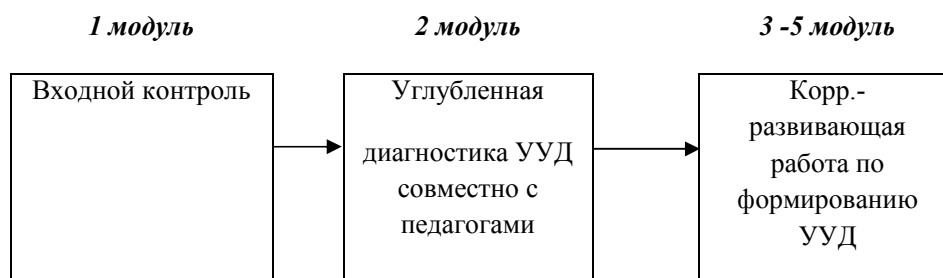 1 модуль
2 модуль
3 -5 модуль
Входной контроль
Углубленная
диагностика УУД
совместно с
педагогами
Корр.-
развивающая
работа по
формированию
УУД